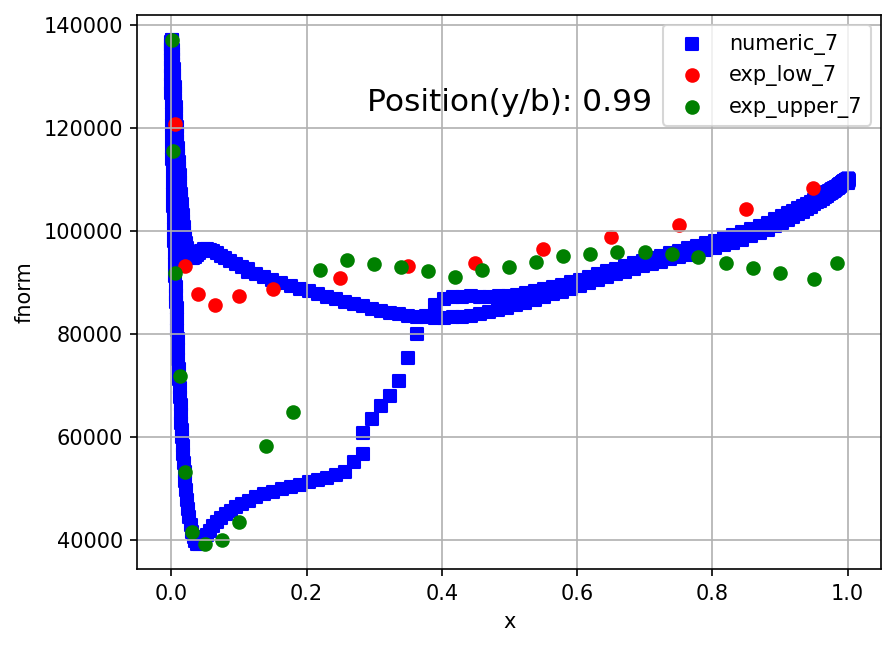 140000
120000
100000
80000
60000
40000
fnorm
Position(y/b): 0.99
numeric_7
exp_low_7
exp_upper_7
0.0 0.2 0.4 0.6 0.8 1.0
x